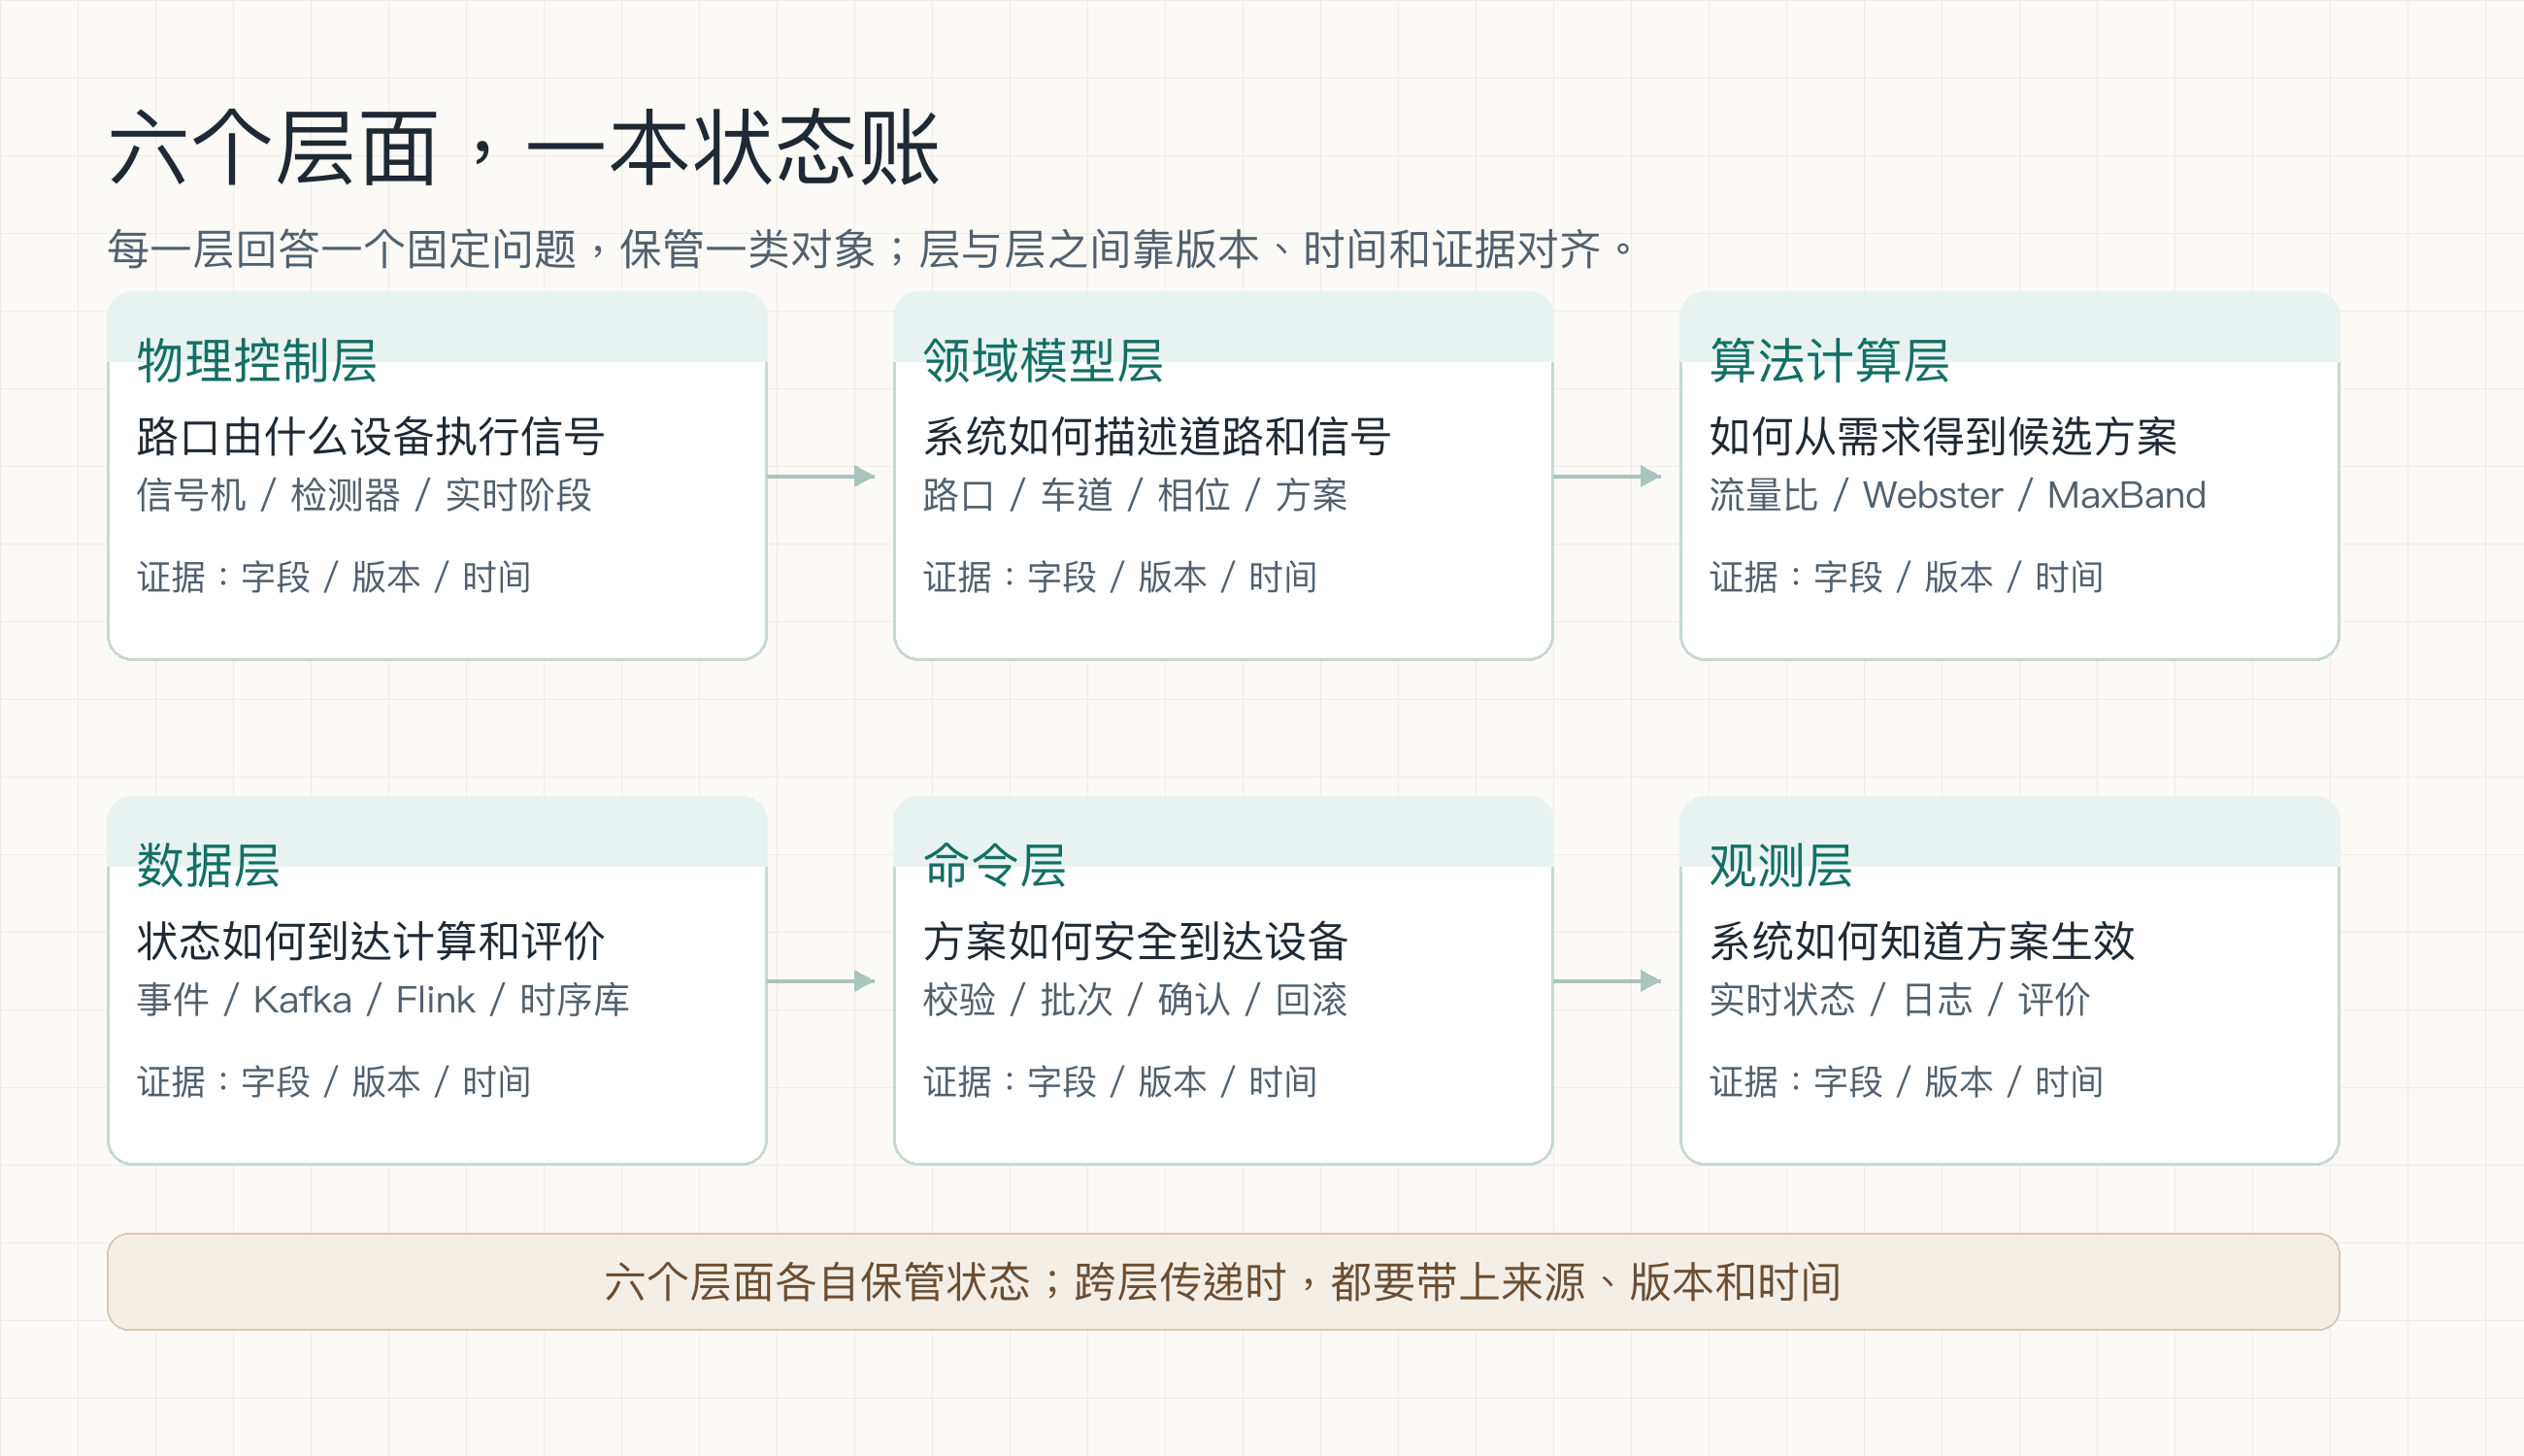 六个层面，一本状态账
每一层回答一个固定问题，保管一类对象；层与层之间靠版本、时间和证据对齐。
物理控制层
路口由什么设备执行信号
信号机 / 检测器 / 实时阶段
证据：字段 / 版本 / 时间
领域模型层
系统如何描述道路和信号
路口 / 车道 / 相位 / 方案
证据：字段 / 版本 / 时间
算法计算层
如何从需求得到候选方案
流量比 / Webster / MaxBand
证据：字段 / 版本 / 时间
数据层
状态如何到达计算和评价
事件 / Kafka / Flink / 时序库
证据：字段 / 版本 / 时间
命令层
方案如何安全到达设备
校验 / 批次 / 确认 / 回滚
证据：字段 / 版本 / 时间
观测层
系统如何知道方案生效
实时状态 / 日志 / 评价
证据：字段 / 版本 / 时间
六个层面各自保管状态；跨层传递时，都要带上来源、版本和时间